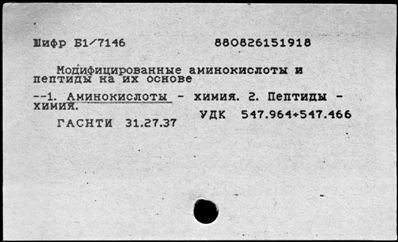 Шифр Б1/7146 880826151918
Модифицированные аминокислоты и
пептиды ка их основе
--1. Аминокислоты - химия. 2. Пептиды -
химия.
УДК 547.964+547.466
ГАСНТИ 31.27.37